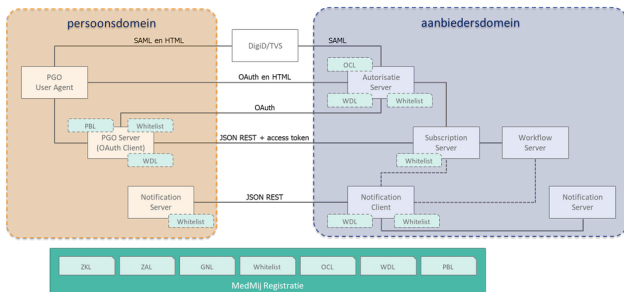 persoonsdomein
aanbiedersdomein
SAML en HTML
DigiD/TVS
SAML
OCL
PGO
User Agent
OAuth en HTML
Autorisatie
Server
WDL
Whitelist
OAuth
PBL
Whitelist
PGO Server
(OAuth Client)
WDL
JSON REST + access token
Subscription
Server
Whitelist
Workflow
Server
Notification
Server
Whitelist
JSON REST
Notification
Client
WDL
Whitelist
Notification
Server
ZKL
ZAL
GNL
Whitelist
OCL
WDL
PBL
MedMij Registratie